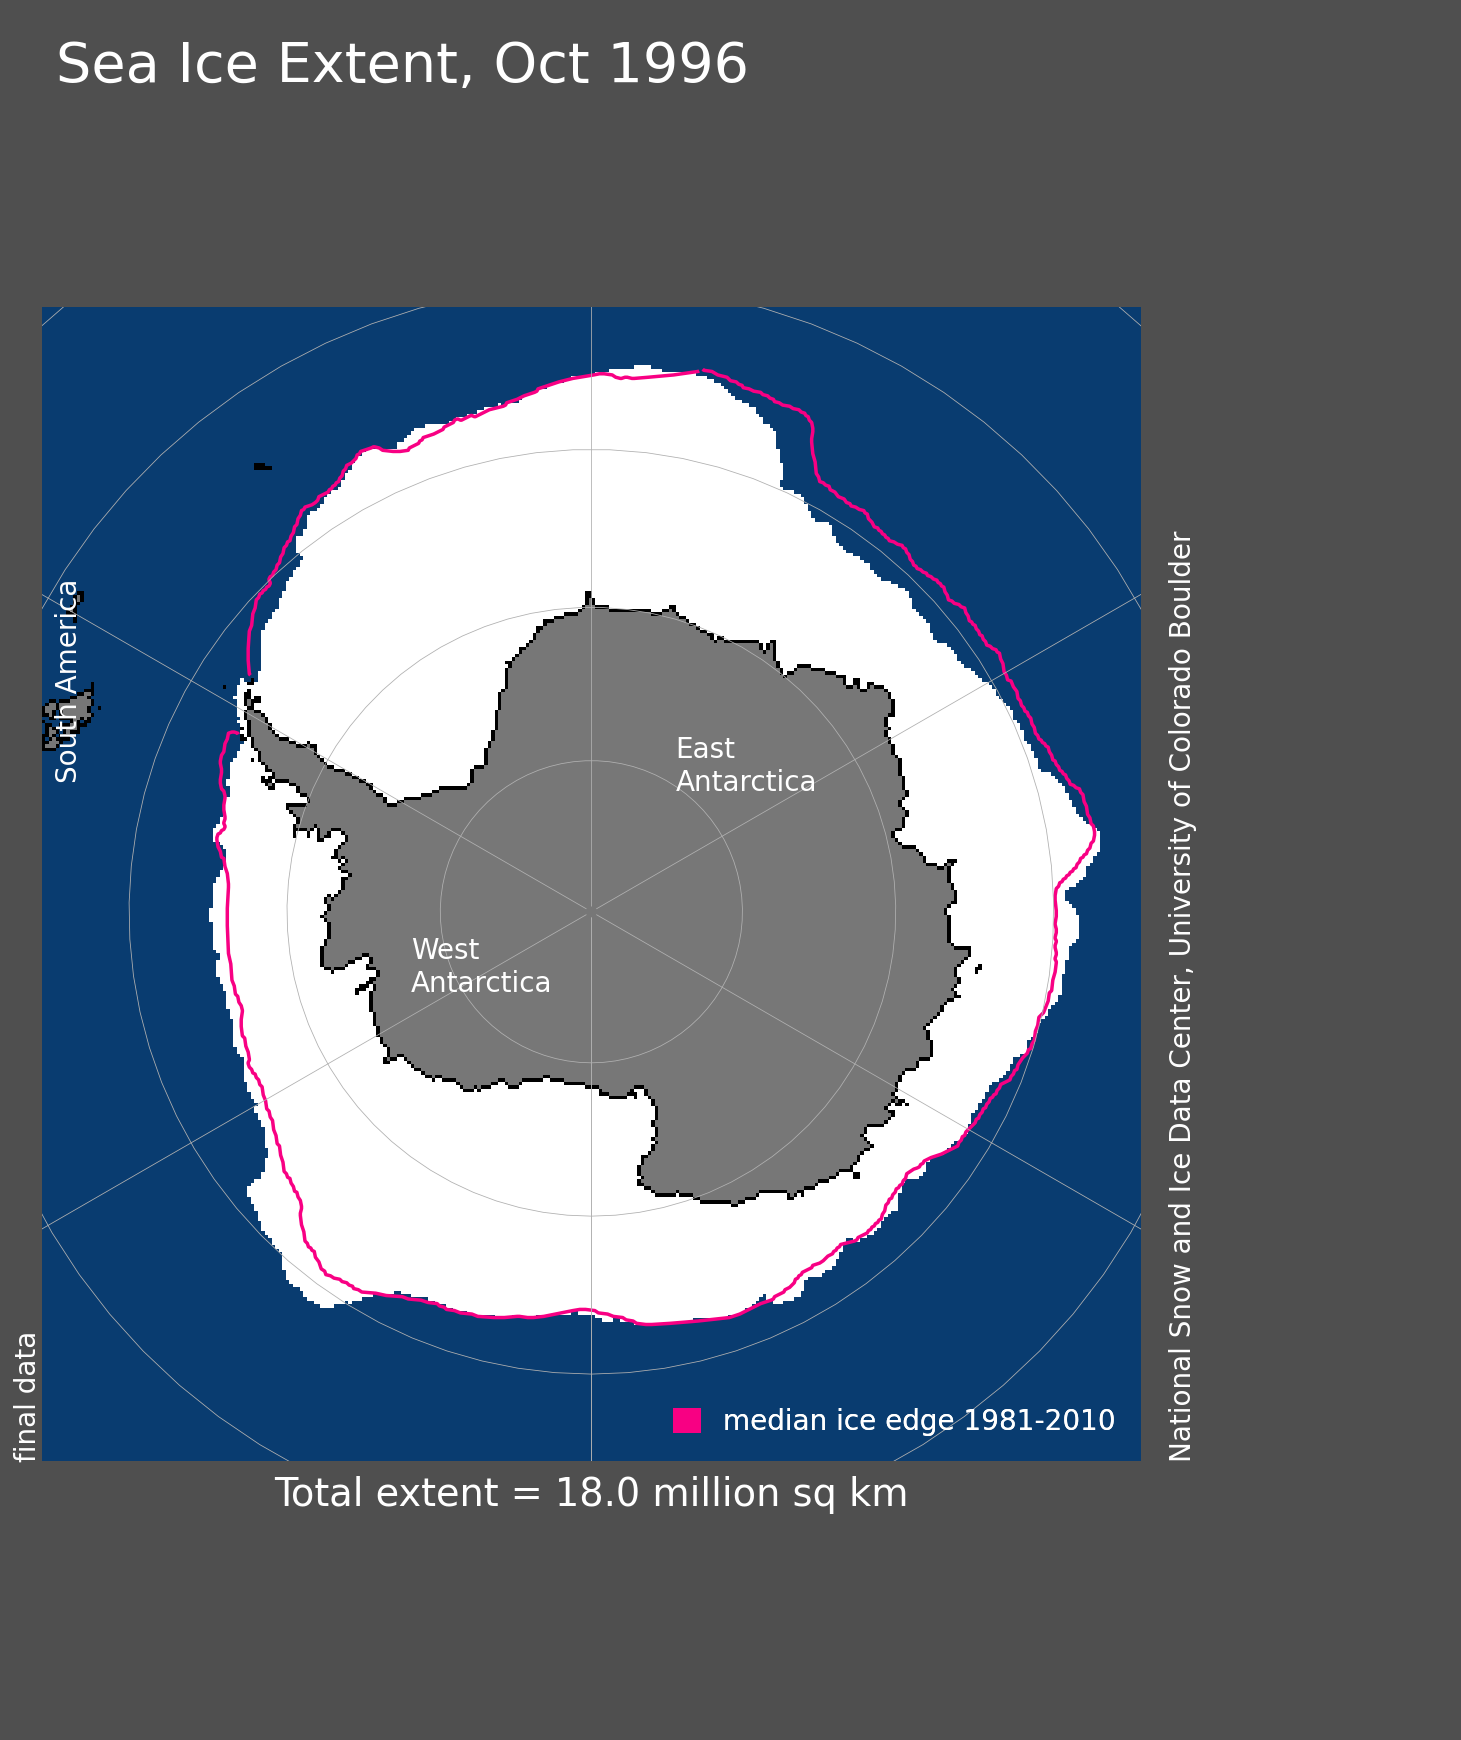 Sea Ice Extent, Oct 1996
South America
East
Antarctica
West
Antarctica
median ice edge 1981-2010
final data
National Snow and Ice Data Center, University of Colorado Boulder
Total extent = 18.0 million sq km